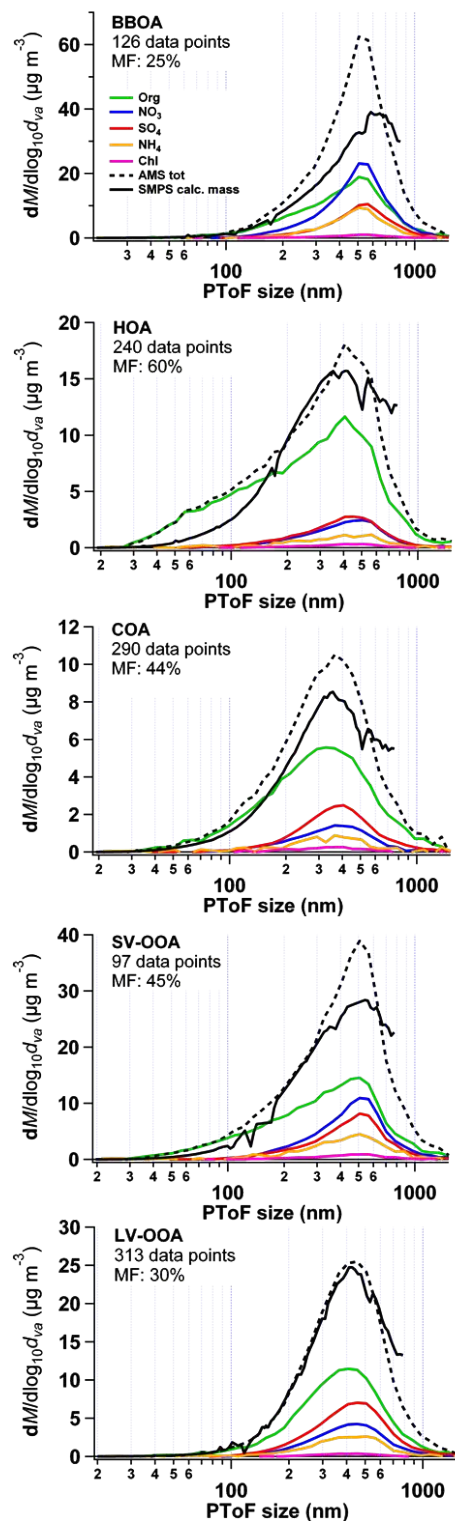 BBOA
126 data points
MF: 25%
Org
NO3
SO4
NH4
Chl
AMS tot
SMPS calc. mass
60
40
20
0
dM/dlog10dva (µg m-3)
3 4 5 6 100 2 3 4 5 6 1000
PToF size (nm)
HOA
240 data points
MF: 60%
20
15
10
5
0
dM/dlog10dva (µg m-3)
2 3 4 5 6 100 2 3 4 5 6 1000
PToF size (nm)
COA
290 data points
MF: 44%
12
10
8
6
4
2
0
dM/dlog10dva (µg m-3)
2 3 4 5 6 100 2 3 4 5 6 1000
PToF size (nm)
SV-OOA
97 data points
MF: 45%
40
30
20
10
0
dM/dlog10dva (µg m-3)
2 3 4 5 6 100 2 3 4 5 6 1000
PToF size (nm)
LV-OOA
313 data points
MF: 30%
30
25
20
15
10
5
0
dM/dlog10dva (µg m-3)
2 3 4 5 6 100 2 3 4 5 6 1000
PToF size (nm)